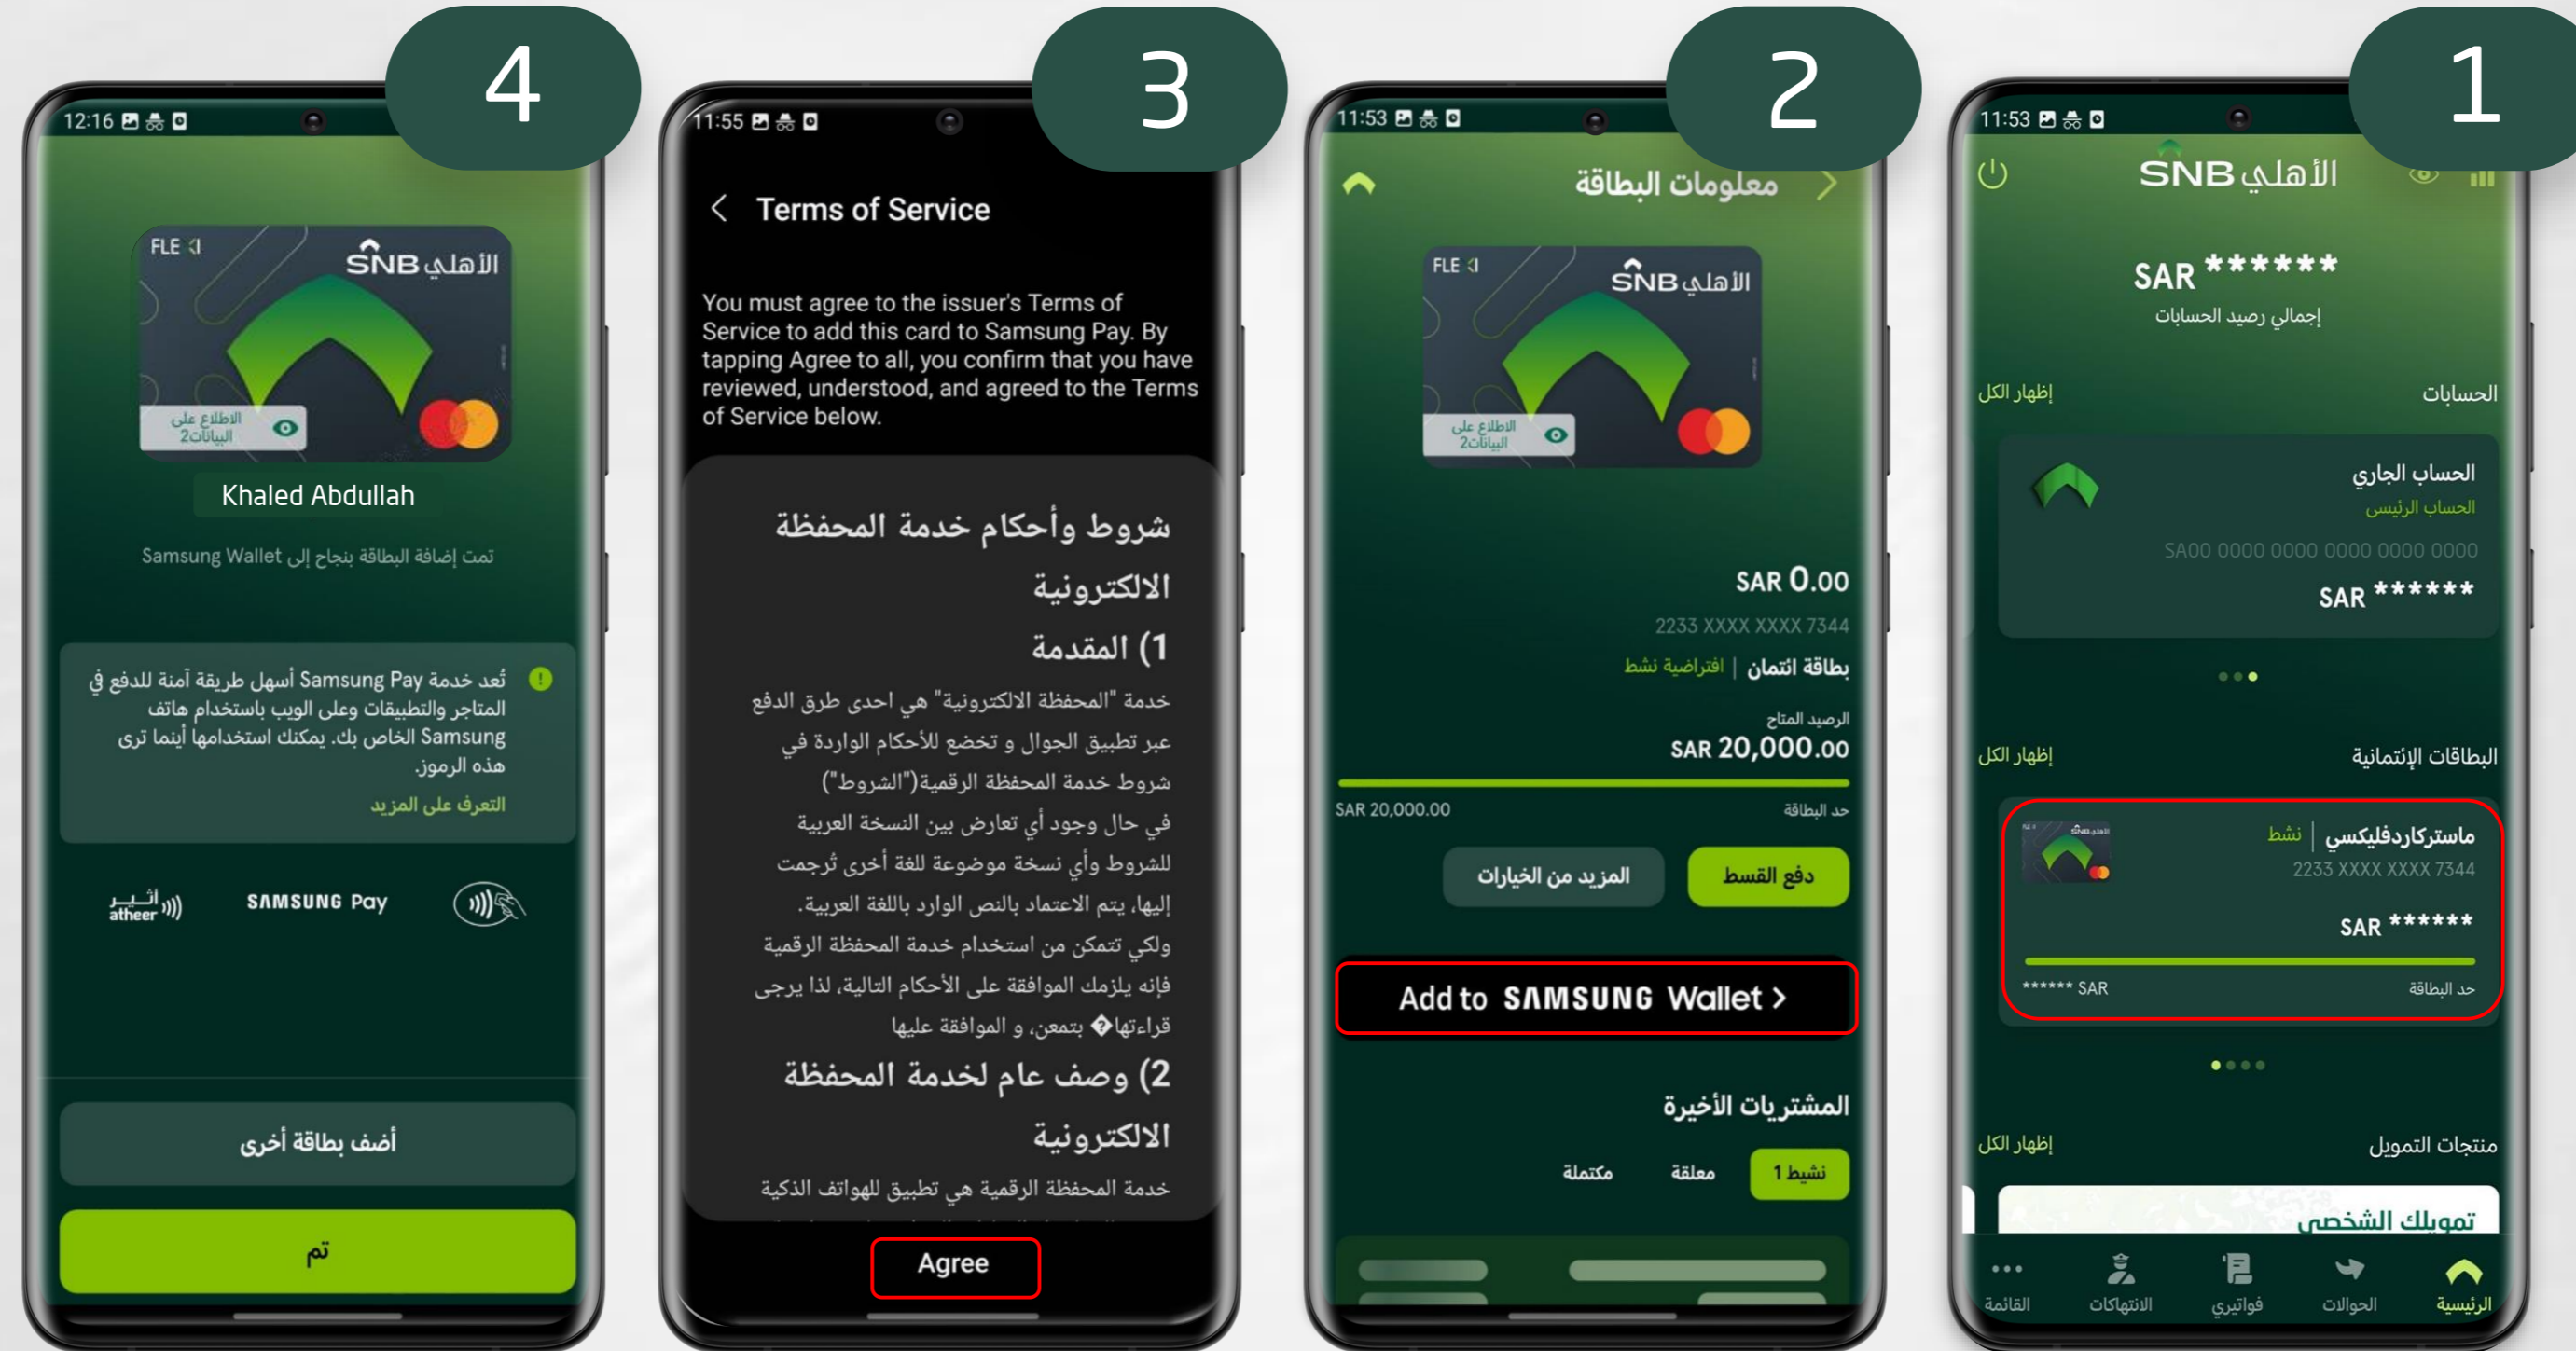 1
11:53
الأهلي SNB
SAR ******
إجمالي رصيد الحسابات
الحسابات
إظهار الكل
الحساب الجاري
الحساب الرئيسي
SA00 0000 0000 0000 0000 0000
SAR ******
البطاقات الإئتمانية
إظهار الكل
ماستركاردفليكسي | نشط
2233 XXXX XXXX 7344
SAR ******
حد البطاقة
****** SAR
منتجات التمويل
إظهار الكل
تمويلك الشخصي
الرئيسية
الحوالات
فواتيري
الانتهاكات
القائمة
2
11:53
معلومات البطاقة
FLE
الأهلي SNB
الاطلاع على
البيانات2
SAR 0.00
2233 XXXX XXXX 7344
بطاقة ائتمان | افتراضية نشط
الرصيد المتاح
SAR 20,000.00
حد البطاقة
SAR 20,000.00
دفع القسط
المزيد من الخيارات
Add to SAMSUNG Wallet >
المشتريات الأخيرة
نشيط 1
معلقة
مكتملة
3
11:55
Terms of Service
You must agree to the issuer's Terms of
Service to add this card to Samsung Pay. By
tapping Agree to all, you confirm that you have
reviewed, understood, and agreed to the Terms
of Service below.
شروط وأحكام خدمة المحفظة
الالكترونية
1) المقدمة
خدمة "المحفظة الالكترونية" هي احدى طرق الدفع
عبر تطبيق الجوال و تخضع للأحكام الواردة في
شروط خدمة المحفظة الرقمية("الشروط")
في حال وجود أي تعارض بين النسخة العربية
للشروط وأي نسخة موضوعة للغة أخرى تُرجمت
إليها، يتم الاعتماد بالنص الوارد باللغة العربية.
ولكي تتمكن من استخدام خدمة المحفظة الرقمية
فإنه يلزمك الموافقة على الأحكام التالية، لذا يرجى
قراءتها� بتمعن، و الموافقة عليها
2) وصف عام لخدمة المحفظة
الالكترونية
خدمة المحفظة الرقمية هي تطبيق للهواتف الذكية
Agree
4
12:16
FLE
الأهلي SNB
الاطلاع على
البيانات2
Khaled Abdullah
تمت إضافة البطاقة بنجاح إلى Samsung Wallet
تُعد خدمة Samsung Pay أسهل طريقة آمنة للدفع في
المتاجر والتطبيقات وعلى الويب باستخدام هاتف
Samsung الخاص بك. يمكنك استخدامها أينما ترى
هذه الرموز.
التعرف على المزيد
SAMSUNG Pay
أثير
atheer
أضف بطاقة أخرى
تم